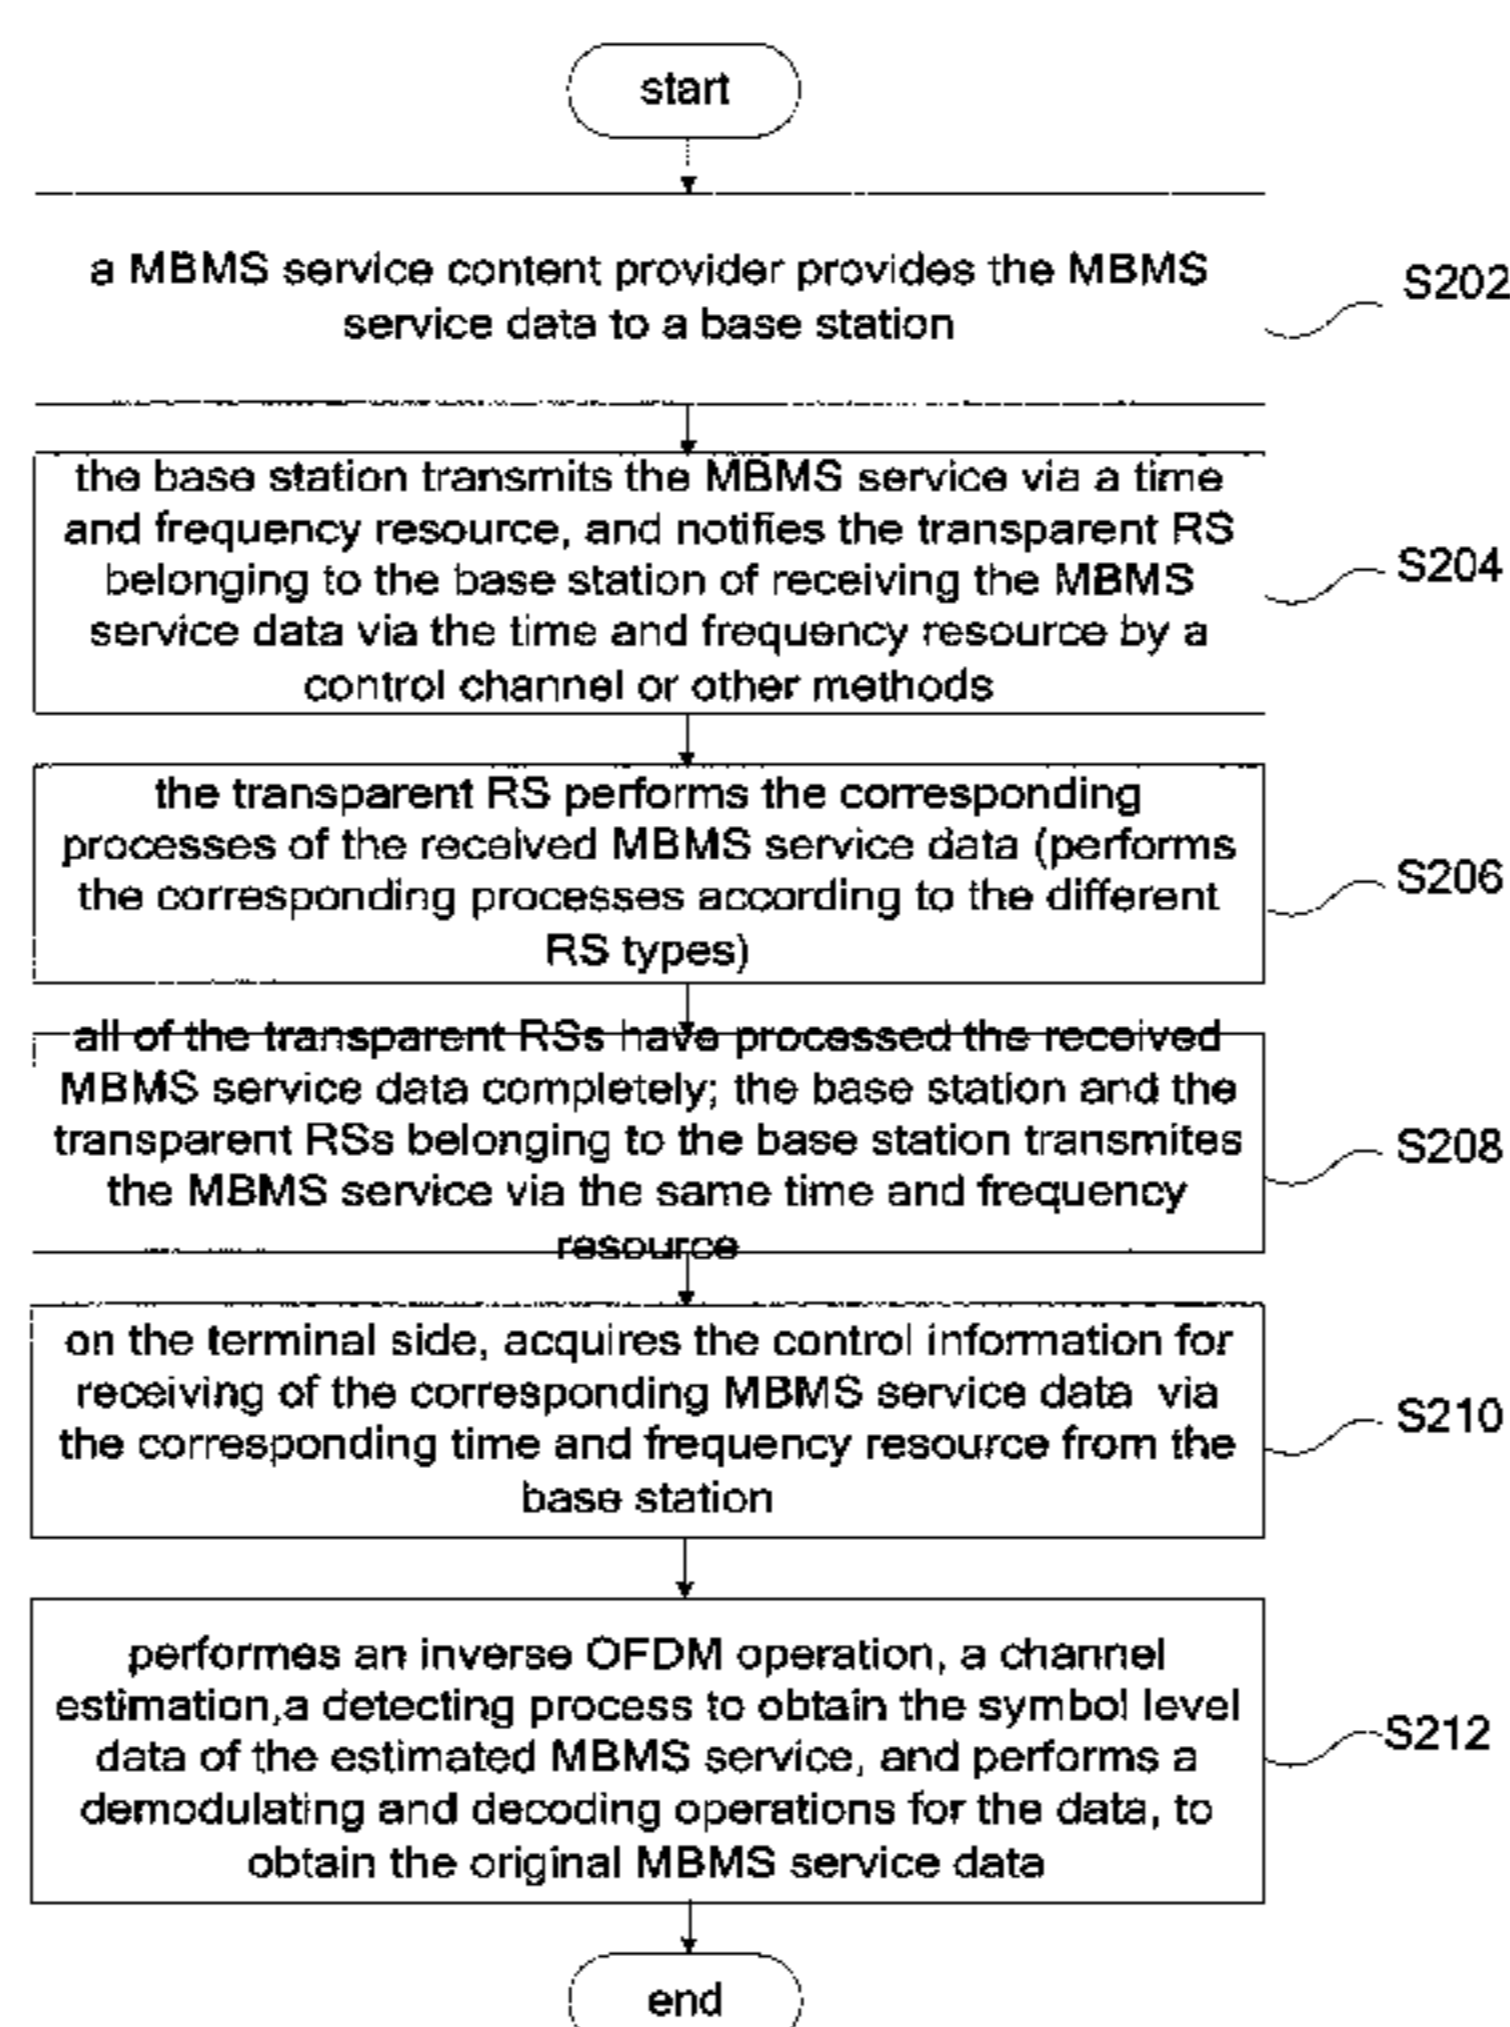 start
a MBMS service content provider provides the MBMS
service data to a base station
S202
the base station transmits the MBMS service via a time
and frequency resource, and notifies the transparent RS
belonging to the base station of receiving the MBMS
service data via the time and frequency resource by a
control channel or other methods
S204
the transparent RS performs the corresponding
processes of the received MBMS service data (performs
the corresponding processes according to the different
RS types)
S206
all of the transparent RSs have processed the received
MBMS service data completely; the base station and the
transparent RSs belonging to the base station transmites
the MBMS service via the same time and frequency
resource
S208
on the terminal side, acquires the control information for
receiving of the corresponding MBMS service data via
the corresponding time and frequency resource from the
base station
S210
performes an inverse OFDM operation, a channel
estimation,a detecting process to obtain the symbol level
data of the estimated MBMS service, and performs a
demodulating and decoding operations for the data, to
obtain the original MBMS service data
S212
end